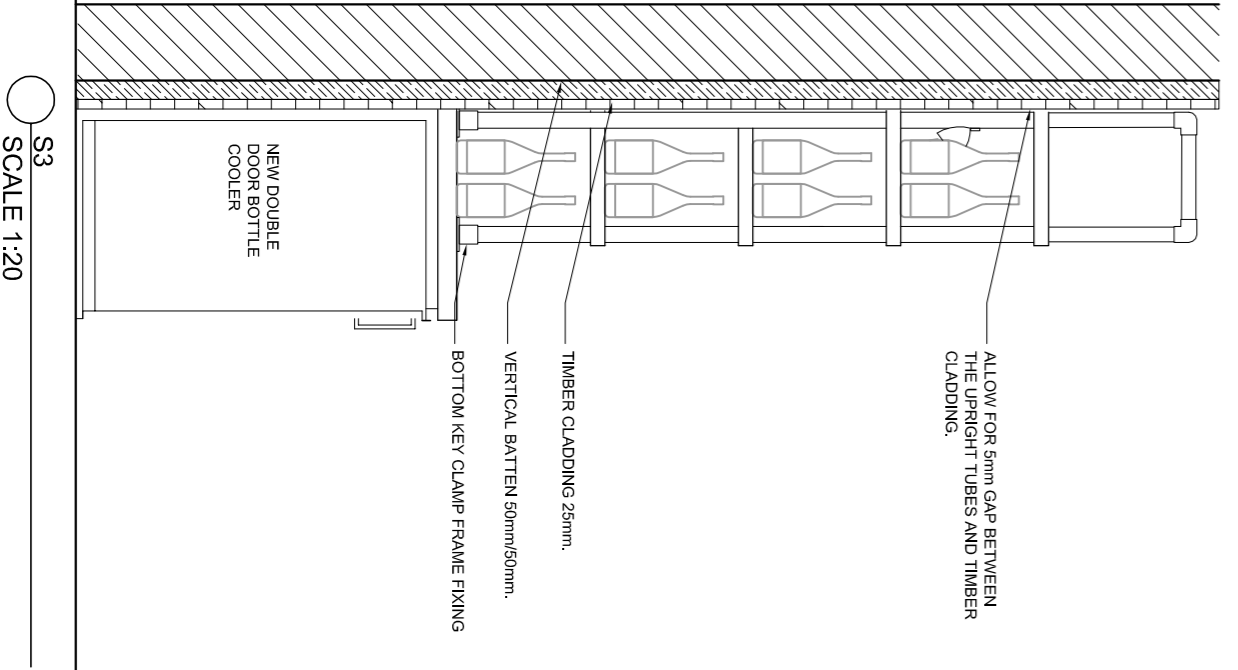 ALLOW FOR 5mm GAP BETWEEN
THE UPRIGHT TUBES AND TIMBER
CLADDING.
TIMBER CLADDING 25mm.
VERTICAL BATTEN 50mm/50mm.
BOTTOM KEY CLAMP FRAME FIXING
NEW DOUBLE
DOOR BOTTLE
COOLER
S3
SCALE 1:20